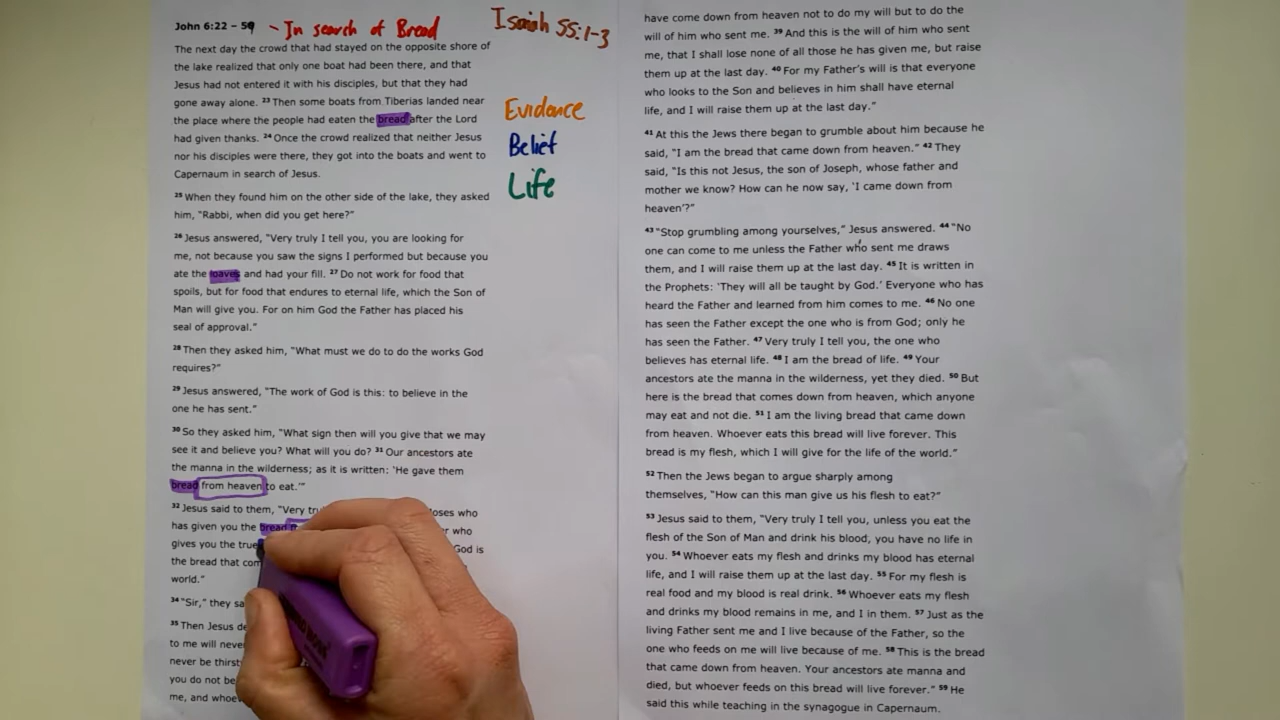 John 6:22 – 59 - In search of Bread
Isaiah 55:1-3
The next day the crowd that had stayed on the opposite shore of
the lake realized that only one boat had been there, and that
Jesus had not entered it with his disciples, but that they had
gone away alone. 23 Then some boats from Tiberias landed near
the place where the people had eaten the bread after the Lord
had given thanks. 24 Once the crowd realized that neither Jesus
nor his disciples were there, they got into the boats and went to
Capernaum in search of Jesus.
25 When they found him on the other side of the lake, they asked
him, “Rabbi, when did you get here?”
26 Jesus answered, “Very truly I tell you, you are looking for
me, not because you saw the signs I performed but because you
ate the loaves and had your fill. 27 Do not work for food that
spoils, but for food that endures to eternal life, which the Son of
Man will give you. For on him God the Father has placed his
seal of approval.”
28 Then they asked him, “What must we do to do the works God
requires?”
29 Jesus answered, “The work of God is this: to believe in the
one he has sent.”
30 So they asked him, “What sign then will you give that we may
see it and believe you? What will you do? 31 Our ancestors ate
the manna in the wilderness; as it is written: ‘He gave them
bread from heaven to eat.’”
32 Jesus said to them, “Very
has given you the bread
who
gives you the true
God is
the bread that
world.”
34 “Sir,” they
35 Then Jesus
to me will
never be
you do not
me, and
Evidence
Belief
Life
have come down from heaven not to do my will but to do the
will of him who sent me. 39 And this is the will of him who sent
me, that I shall lose none of all those he has given me, but raise
them up at the last day. 40 For my Father’s will is that everyone
who looks to the Son and believes in him shall have eternal
life, and I will raise them up at the last day.”
41 At this the Jews there began to grumble about him because he
said, “I am the bread that came down from heaven.” 42 They
said, “Is this not Jesus, the son of Joseph, whose father and
mother we know? How can he now say, ‘I came down from
heaven’?”
43 “Stop grumbling among yourselves,” Jesus answered. 44 “No
one can come to me unless the Father who sent me draws
them, and I will raise them up at the last day. 45 It is written in
the Prophets: ‘They will all be taught by God.’ Everyone who has
heard the Father and learned from him comes to me. 46 No one
has seen the Father except the one who is from God; only he
has seen the Father. 47 Very truly I tell you, the one who
believes has eternal life. 48 I am the bread of life. 49 Your
ancestors ate the manna in the wilderness, yet they died. 50 But
here is the bread that comes down from heaven, which anyone
may eat and not die. 51 I am the living bread that came down
from heaven. Whoever eats this bread will live forever. This
bread is my flesh, which I will give for the life of the world.”
52 Then the Jews began to argue sharply among
themselves, “How can this man give us his flesh to eat?”
53 Jesus said to them, “Very truly I tell you, unless you eat the
flesh of the Son of Man and drink his blood, you have no life in
you. 54 Whoever eats my flesh and drinks my blood has eternal
life, and I will raise them up at the last day. 55 For my flesh is
real food and my blood is real drink. 56 Whoever eats my flesh
and drinks my blood remains in me, and I in them. 57 Just as the
living Father sent me and I live because of the Father, so the
one who feeds on me will live because of me. 58 This is the bread
that came down from heaven. Your ancestors ate manna and
died, but whoever feeds on this bread will live forever.” 59 He
said this while teaching in the synagogue in Capernaum.